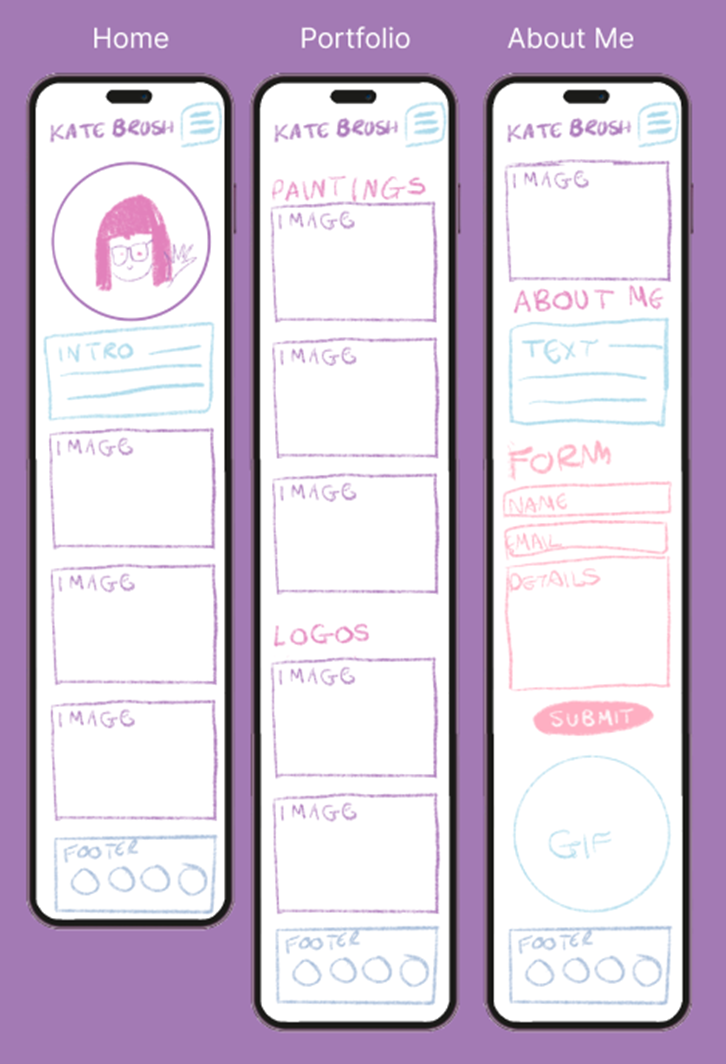 Home
KATE BRUSH
INTRO
IMAGE
IMAGE
IMAGE
FOOTER
Portfolio
KATE BRUSH
PAINTINGS
IMAGE
IMAGE
IMAGE
LOGOS
IMAGE
IMAGE
FOOTER
About Me
KATE BRUSH
IMAGE
ABOUT ME
TEXT
FORM
NAME
EMAIL
DETAILS
SUBMIT
GIF
FOOTER